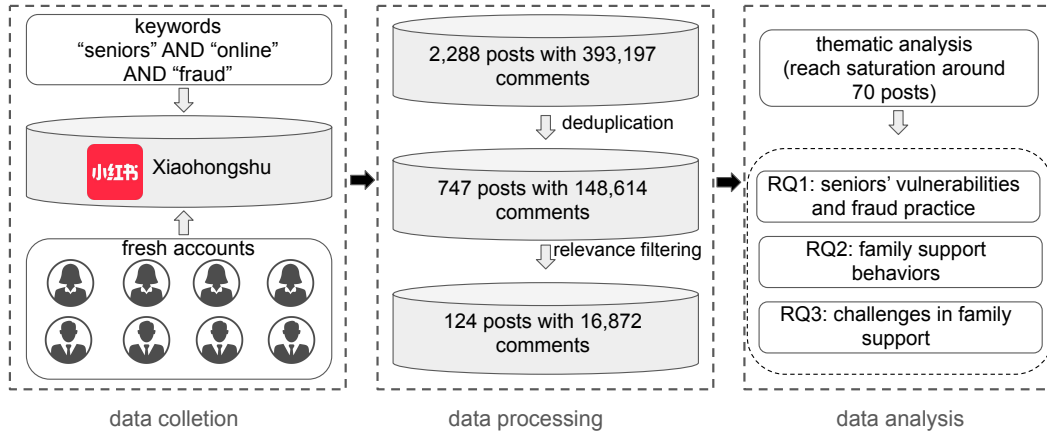 keywords
“seniors” AND “online”
AND “fraud”
小红书
Xiaohongshu
fresh accounts
data colletion
2,288 posts with 393,197
comments
deduplication
747 posts with 148,614
comments
relevance filtering
124 posts with 16,872
comments
data processing
thematic analysis
(reach saturation around
70 posts)
RQ1: seniors’ vulnerabilities
and fraud practice
RQ2: family support
behaviors
RQ3: challenges in family
support
data analysis